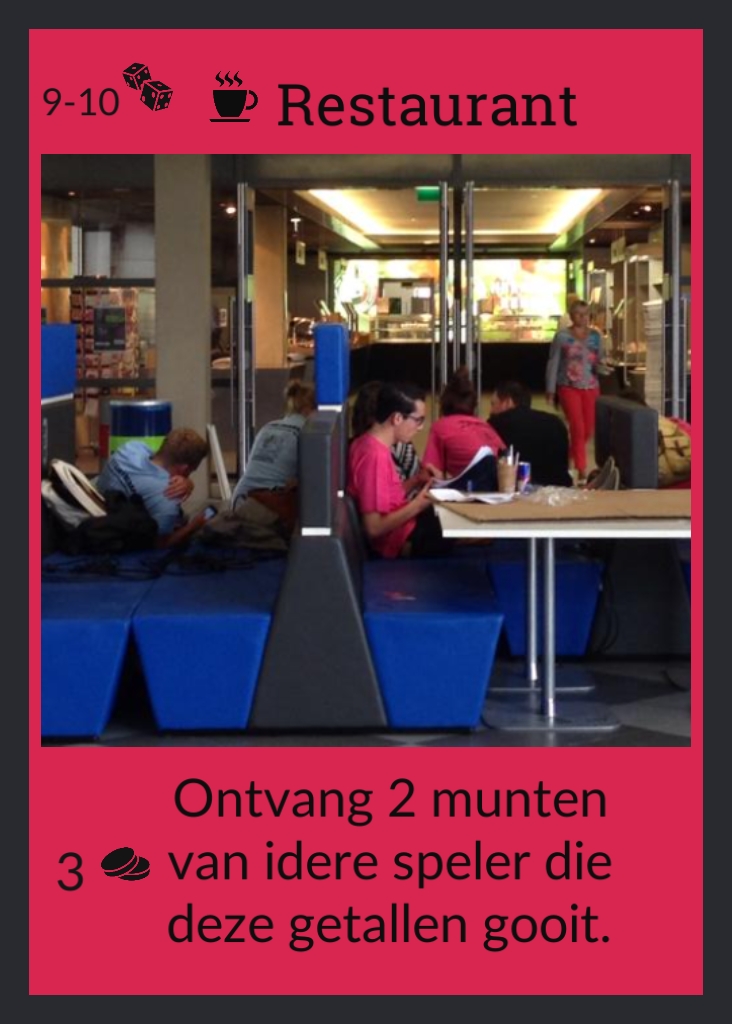 9-10 Restaurant
Ontvang 2 munten
van idere speler die
3
deze getallen gooit.